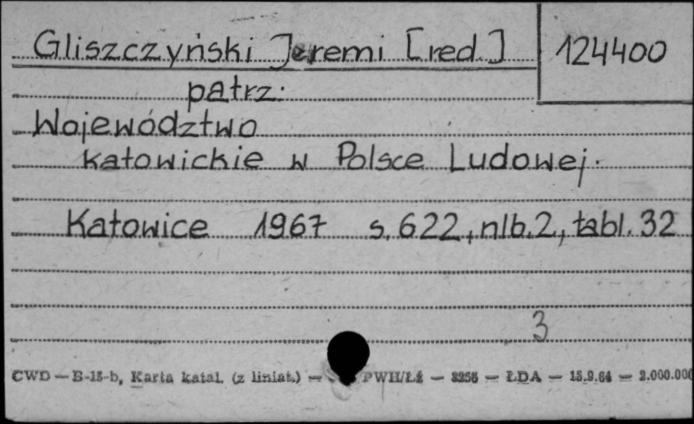 Gliszczyński Jeremi [red.] 124400
patrz:
Województwo
katowickie w Polsce Ludowej.
Katowice 1967 s. 622, nlb. 2, tabl. 32
3
CWD — B-15-b, Karta katal. (z liniat.) — PWH/Łź — 3256 — ŁDA — 15.9.64 — 2.000.000